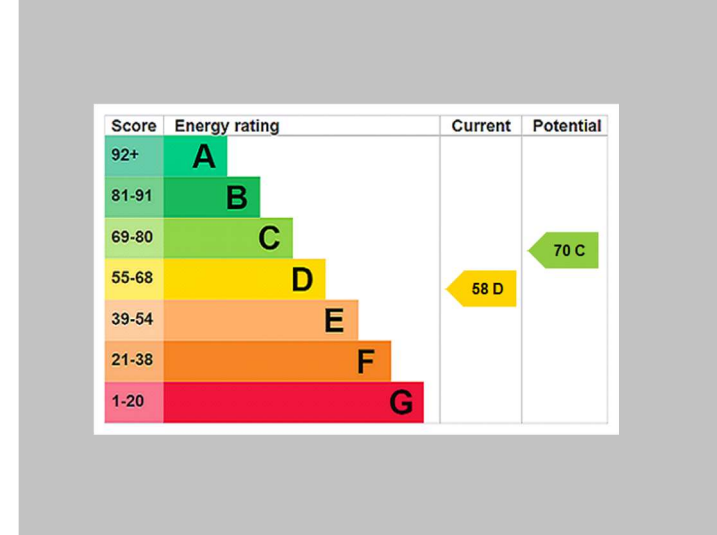 Score Energy rating Current Potential
92+ A
81-91 B
69-80 C
70 C
55-68 D
58 D
39-54 E
21-38 F
1-20 G